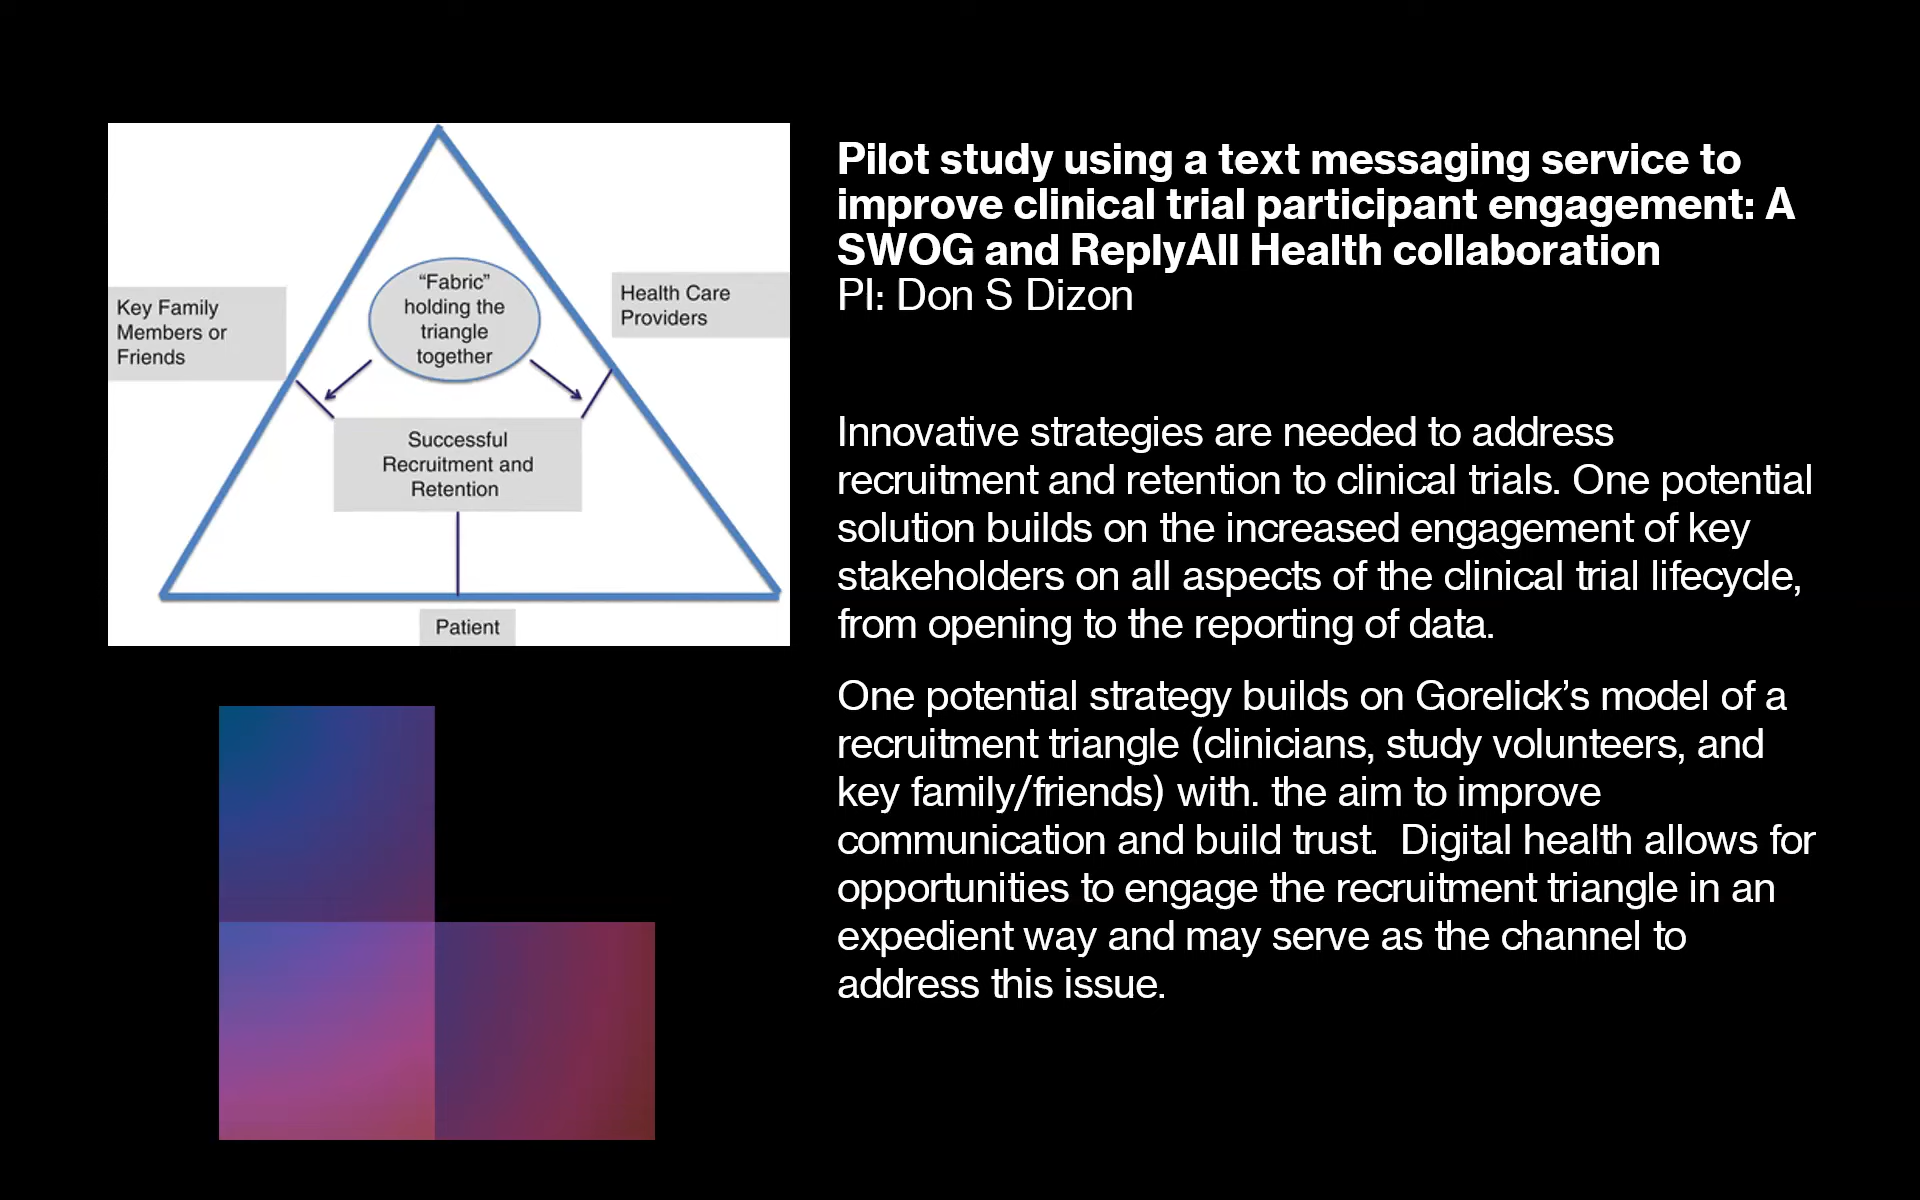 “Fabric”
holding the
triangle
together
Key Family
Members or
Friends
Health Care
Providers
Successful
Recruitment and
Retention
Patient
Pilot study using a text messaging service to
improve clinical trial participant engagement: A
SWOG and ReplyAll Health collaboration
PI: Don S Dizon
Innovative strategies are needed to address
recruitment and retention to clinical trials. One potential
solution builds on the increased engagement of key
stakeholders on all aspects of the clinical trial lifecycle,
from opening to the reporting of data.
One potential strategy builds on Gorelick’s model of a
recruitment triangle (clinicians, study volunteers, and
key family/friends) with. the aim to improve
communication and build trust.  Digital health allows for
opportunities to engage the recruitment triangle in an
expedient way and may serve as the channel to
address this issue.